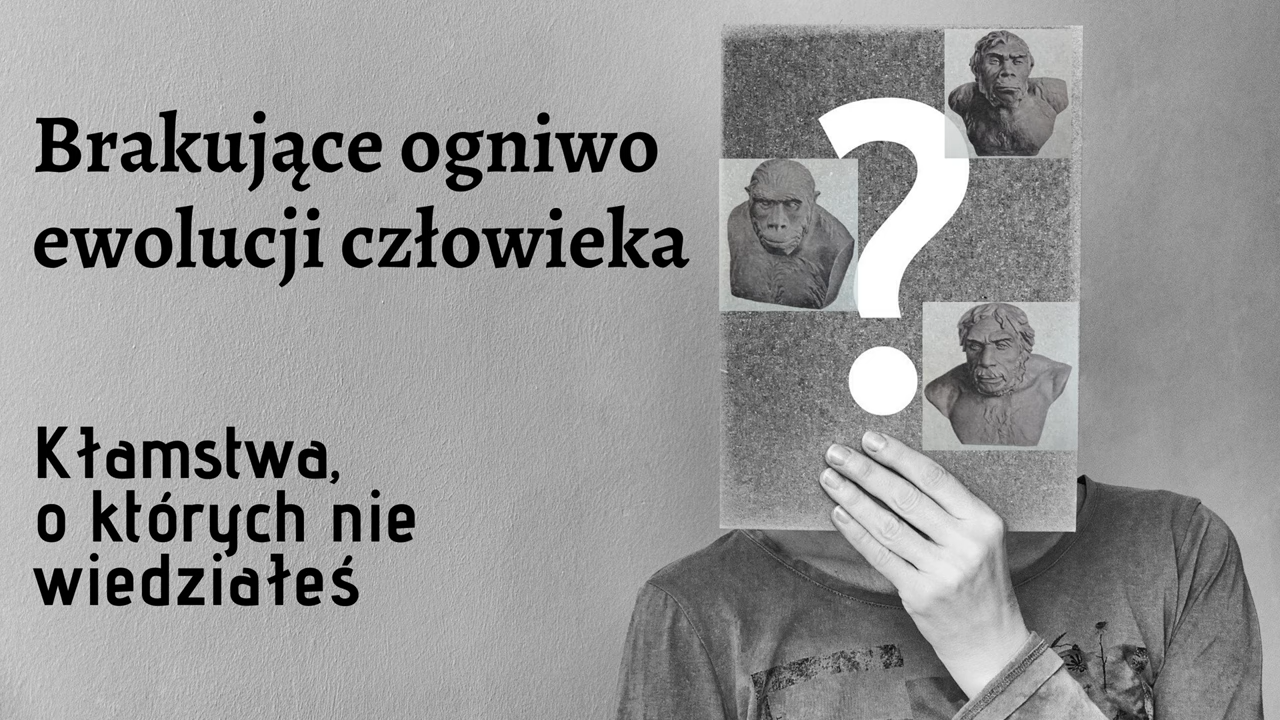 Brakujące ogniwo
ewolucji człowieka
?
Kłamstwa,
o których nie
wiedziałeś